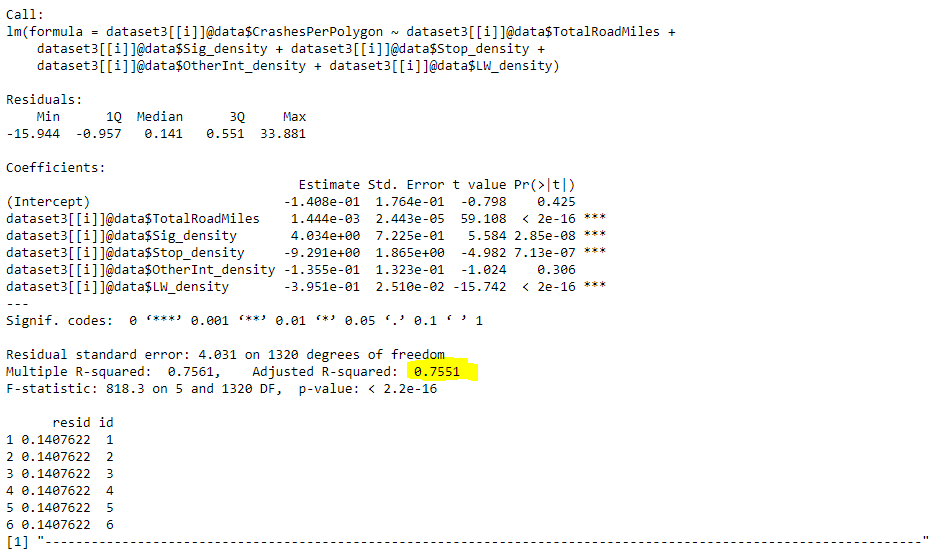 Call:
lm(formula = dataset3[[i]]@data$CrashesPerPolygon ~ dataset3[[i]]@data$TotalRoadMiles +
    dataset3[[i]]@data$Sig_density + dataset3[[i]]@data$Stop_density +
    dataset3[[i]]@data$OtherInt_density + dataset3[[i]]@data$LW_density)

Residuals:
    Min      1Q  Median      3Q     Max
-15.944  -0.957   0.141   0.551  33.881

Coefficients:
                                      Estimate Std. Error t value Pr(>|t|)
(Intercept)                         -1.408e-01  1.764e-01  -0.798    0.425
dataset3[[i]]@data$TotalRoadMiles    1.444e-03  2.443e-05  59.108  < 2e-16 ***
dataset3[[i]]@data$Sig_density       4.034e+00  7.225e-01   5.584 2.85e-08 ***
dataset3[[i]]@data$Stop_density     -9.291e+00  1.865e+00  -4.982 7.13e-07 ***
dataset3[[i]]@data$OtherInt_density -1.355e-01  1.323e-01  -1.024    0.306
dataset3[[i]]@data$LW_density       -3.951e-01  2.510e-02 -15.742  < 2e-16 ***
---
Signif. codes:  0 ‘***’ 0.001 ‘**’ 0.01 ‘*’ 0.05 ‘.’ 0.1 ‘ ’ 1

Residual standard error: 4.031 on 1320 degrees of freedom
Multiple R-squared:  0.7561,    Adjusted R-squared:  0.7551
F-statistic: 818.3 on 5 and 1320 DF,  p-value: < 2.2e-16

      resid id
1 0.1407622  1
2 0.1407622  2
3 0.1407622  3
4 0.1407622  4
5 0.1407622  5
6 0.1407622  6
[1] "--------------------------------------------------------------------------------------------------------------------"